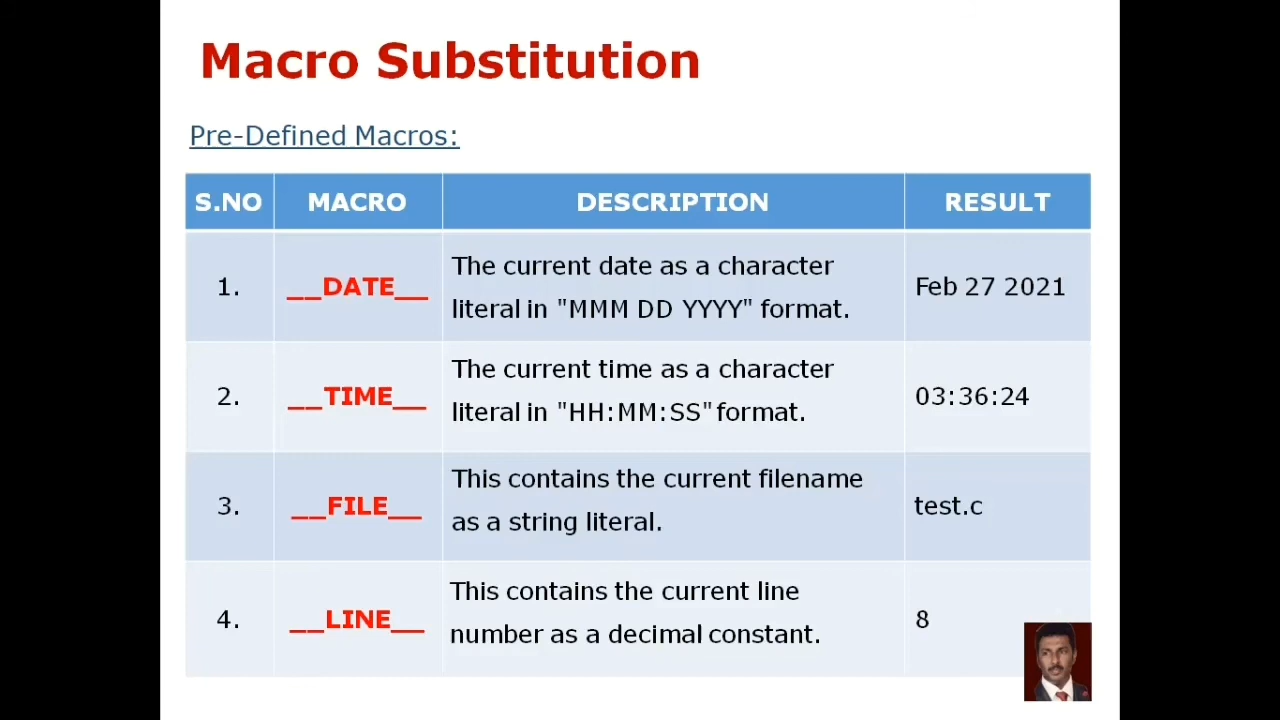 Macro Substitution
Pre-Defined Macros:
S.NO MACRO DESCRIPTION RESULT
1. __DATE__ The current date as a character
literal in "MMM DD YYYY" format. Feb 27 2021
2. __TIME__ The current time as a character
literal in "HH:MM:SS" format. 03:36:24
3. __FILE__ This contains the current filename
as a string literal. test.c
4. __LINE__ This contains the current line
number as a decimal constant. 8